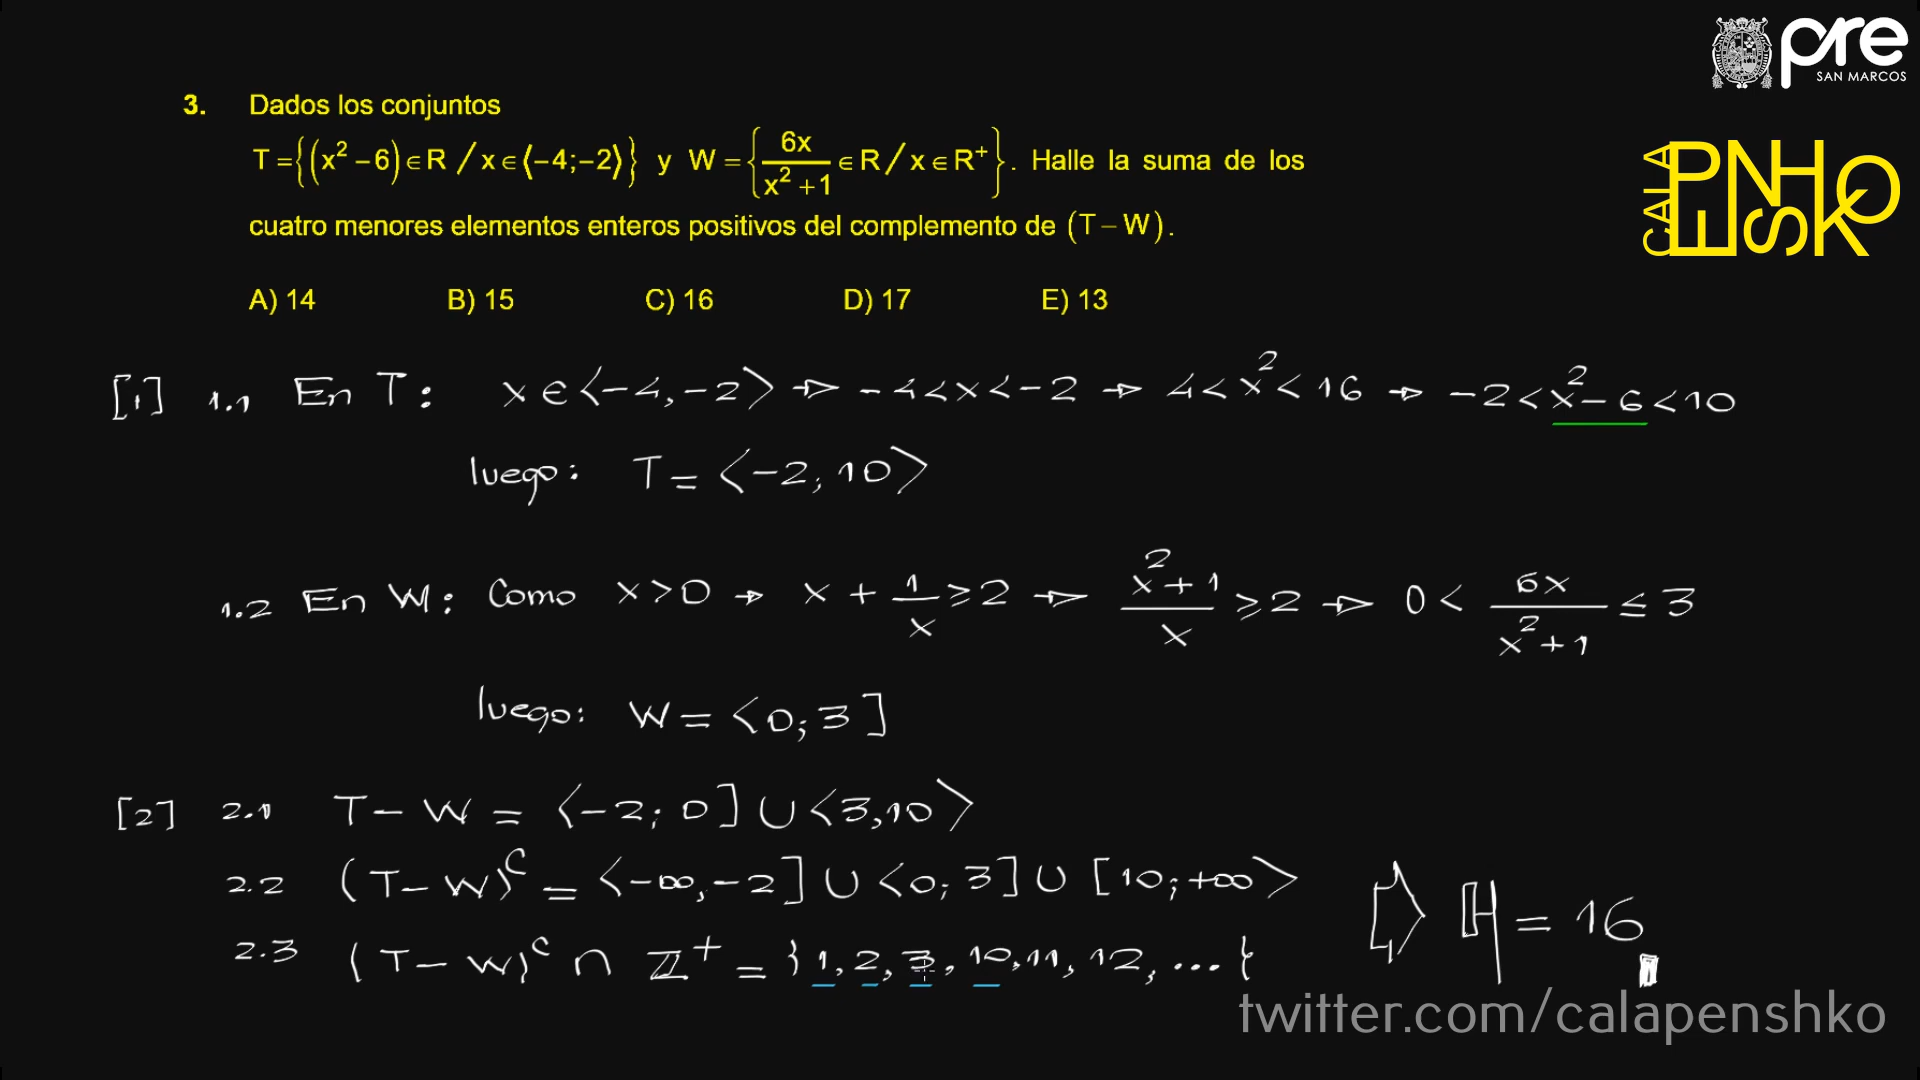 pre
SAN MARCOS
CALA
PENSHKO
3. Dados los conjuntos
T={(x²−6)∈R / x∈⟨−4;−2⟩} y W={6x/(x²+1)∈R / x∈R⁺}. Halle la suma de los
cuatro menores elementos enteros positivos del complemento de (T−W).
A) 14 B) 15 C) 16 D) 17 E) 13
[1] 1.1 En T: x∈⟨−4,−2⟩ → −4<x<−2 → 4<x²<16 → −2<x²−6<10
luego: T=⟨−2,10⟩
1.2 En W: Como x>0 → x+1/x≥2 → (x²+1)/x≥2 → 0<6x/(x²+1)≤3
luego: W=⟨0;3]
[2] 2.1 T−W=⟨−2;0]∪⟨3,10⟩
2.2 (T−W)ᶜ=⟨−∞,−2]∪⟨0;3]∪[10;+∞⟩
2.3 (T−W)ᶜ∩ℤ⁺={1,2,3,10,11,12,...}
⇨ =16
twitter.com/calapenshko